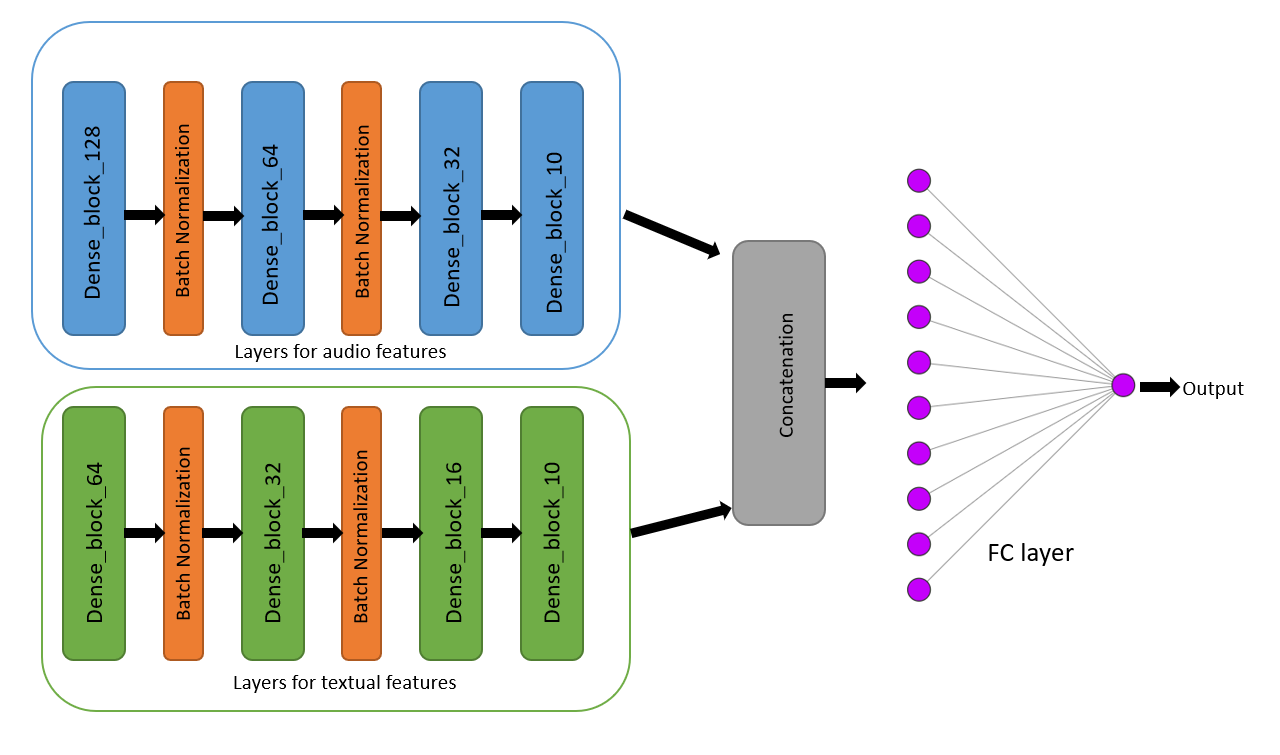 Dense_block_128
Batch Normalization
Dense_block_64
Batch Normalization
Dense_block_32
Dense_block_10
Layers for audio features
Dense_block_64
Batch Normalization
Dense_block_32
Batch Normalization
Dense_block_16
Dense_block_10
Layers for textual features
Concatenation
FC layer
Output